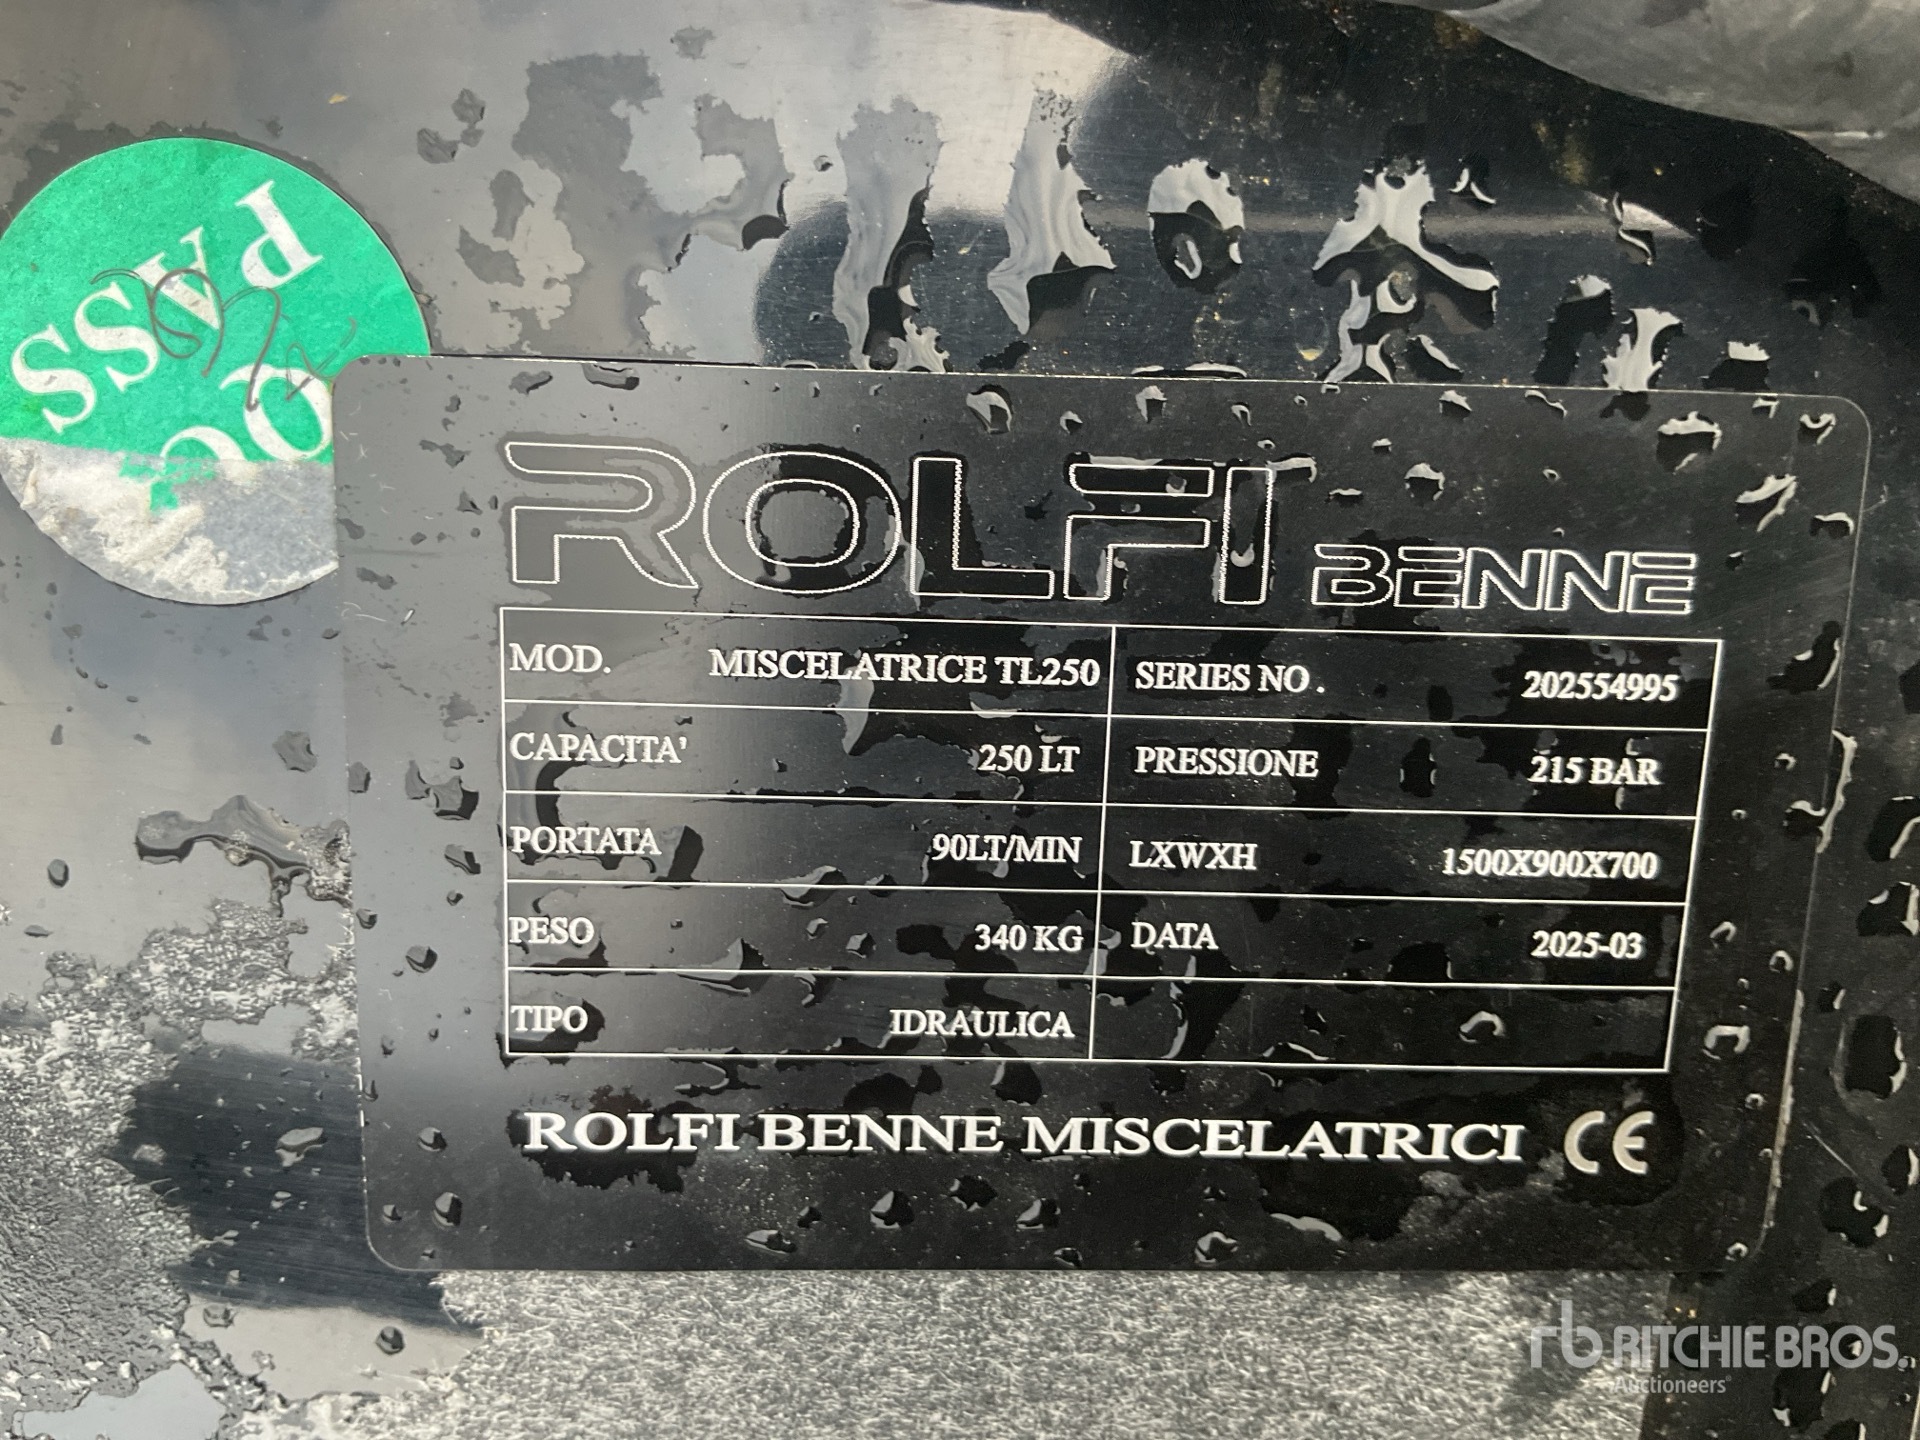 QC PASS
ROLFI BENNE
MOD. MISCELATRICE TL250 SERIES NO . 202554995
CAPACITA' 250 LT PRESSIONE 215 BAR
PORTATA 90LT/MIN LXWXH 1500X900X700
PESO 340 KG DATA 2025-03
TIPO IDRAULICA
ROLFI BENNE MISCELATRICI CE
rb RITCHIE BROS.
Auctioneers